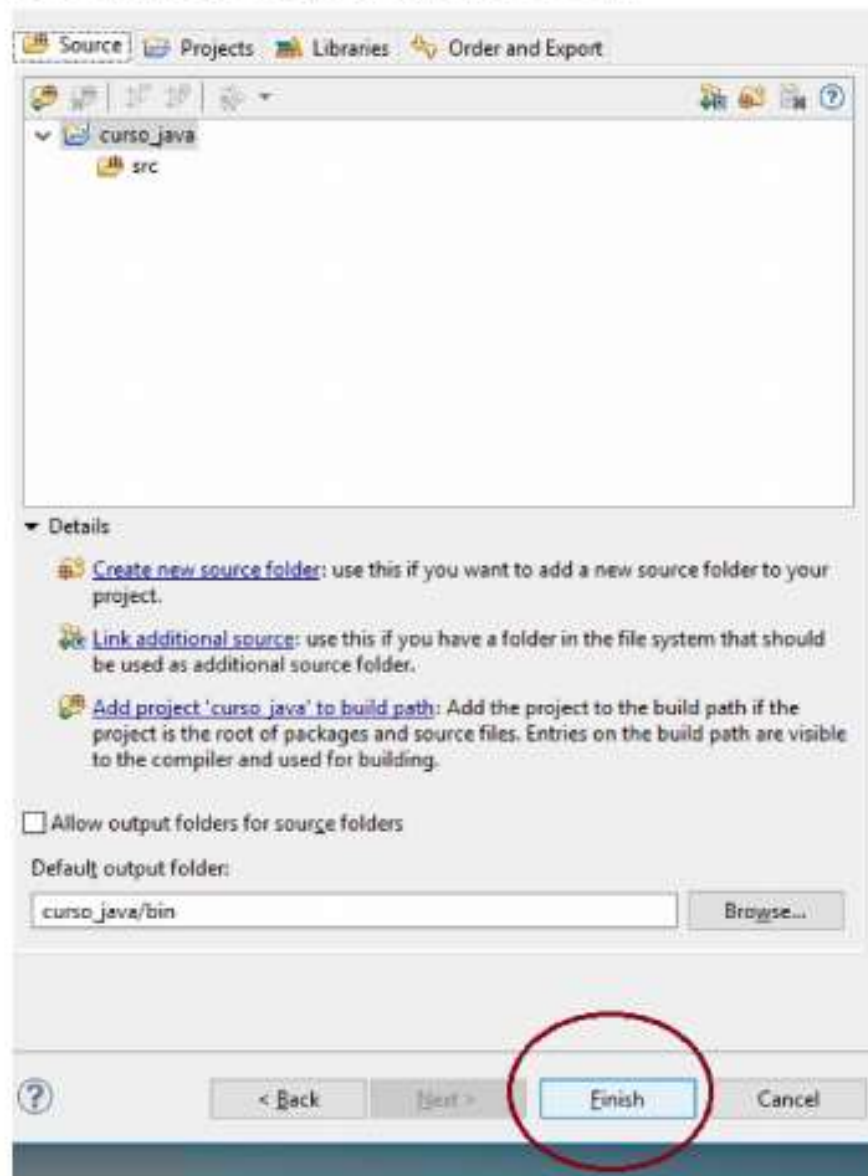 Source Projects Libraries Order and Export
curso_java
src
Details
Create new source folder: use this if you want to add a new source folder to your
project.
Link additional source: use this if you have a folder in the file system that should
be used as additional source folder.
Add project 'curso_java' to build path: Add the project to the build path if the
project is the root of packages and source files. Entries on the build path are visible
to the compiler and used for building.
Allow output folders for source folders
Default output folder:
curso_java/bin Browse...
< Back Next > Finish Cancel